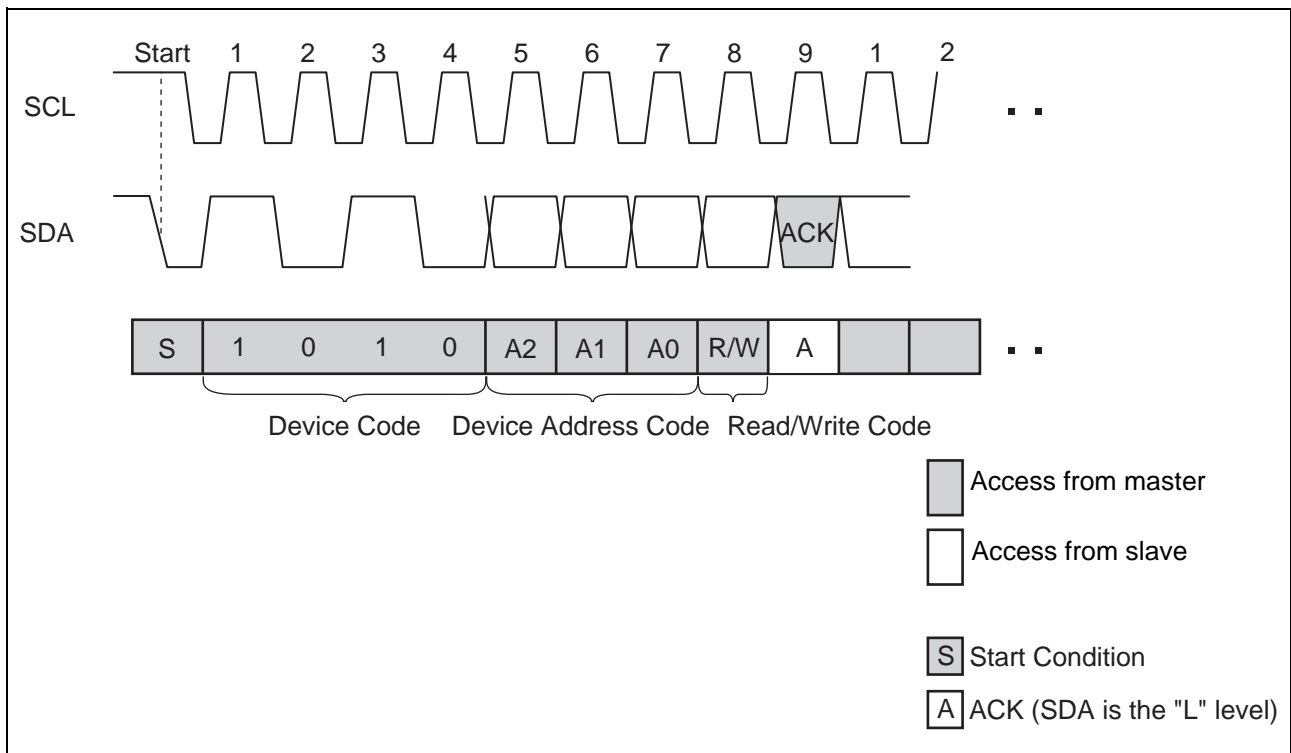 Start 1 2 3 4 5 6 7 8 9 1 2
SCL
. .
SDA
ACK
S 1 0 1 0 A2 A1 A0 R/W A
. .
Device Code Device Address Code Read/Write Code
Access from master
Access from slave
S Start Condition
A ACK (SDA is the "L" level)